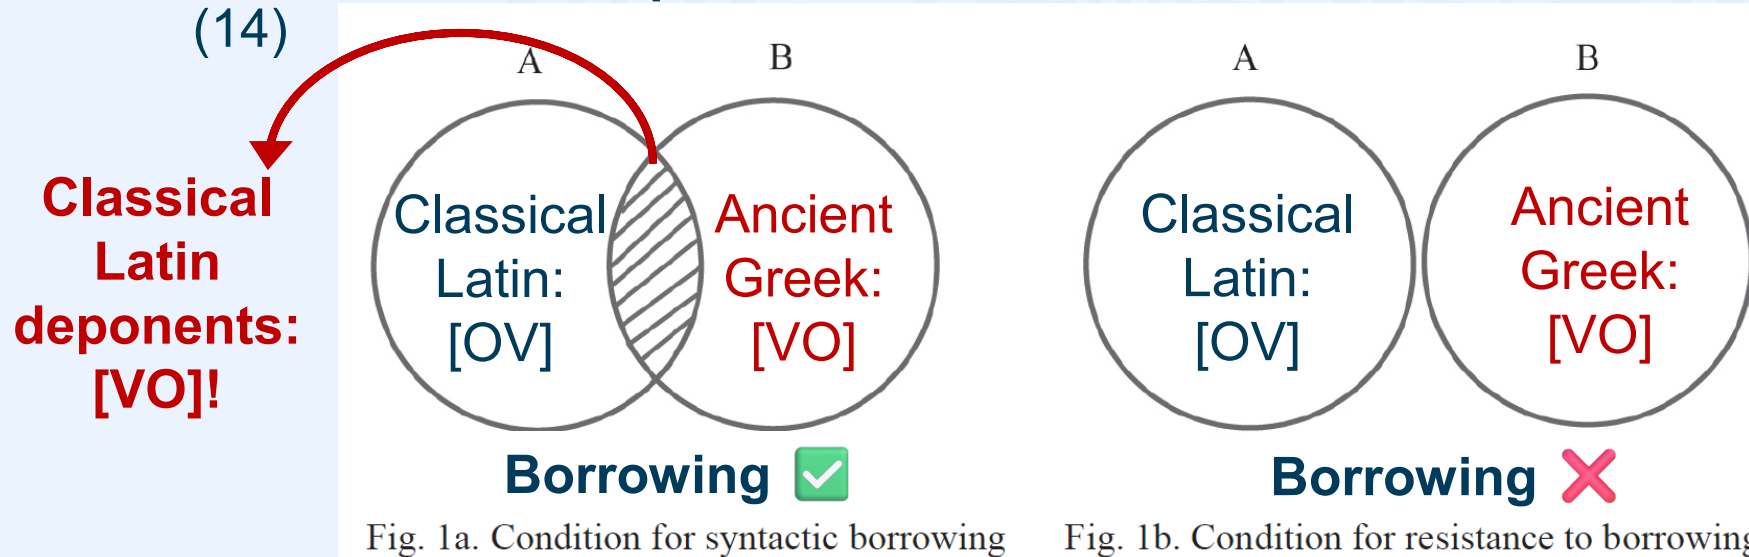 (14)
Classical
Latin
deponents:
[VO]!
A
B
Classical
Latin:
[OV]
Ancient
Greek:
[VO]
Borrowing ✅
Fig. 1a. Condition for syntactic borrowing
A
B
Classical
Latin:
[OV]
Ancient
Greek:
[VO]
Borrowing ❌
Fig. 1b. Condition for resistance to borrowing